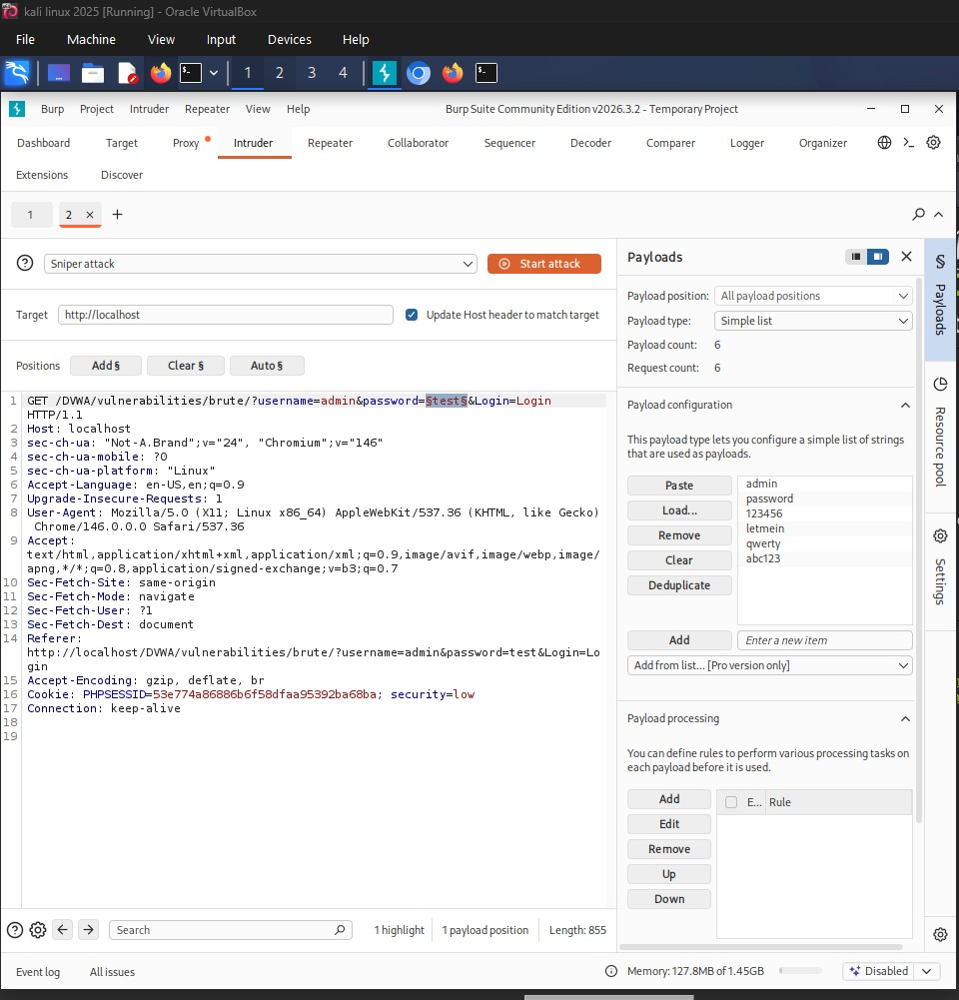 kali linux 2025 [Running] - Oracle VirtualBox
File Machine View Input Devices Help
1 2 3 4
Burp Project Intruder Repeater View Help Burp Suite Community Edition v2026.3.2 - Temporary Project
Dashboard Target Proxy Intruder Repeater Collaborator Sequencer Decoder Comparer Logger Organizer
Extensions Discover
1 2 × +
Sniper attack Start attack
Target http://localhost Update Host header to match target
Positions Add § Clear § Auto §
1 GET /DVWA/vulnerabilities/brute/?username=admin&password=§test§&Login=Login
HTTP/1.1
2 Host: localhost
3 sec-ch-ua: "Not-A.Brand";v="24", "Chromium";v="146"
4 sec-ch-ua-mobile: ?0
5 sec-ch-ua-platform: "Linux"
6 Accept-Language: en-US,en;q=0.9
7 Upgrade-Insecure-Requests: 1
8 User-Agent: Mozilla/5.0 (X11; Linux x86_64) AppleWebKit/537.36 (KHTML, like Gecko)
Chrome/146.0.0.0 Safari/537.36
9 Accept:
text/html,application/xhtml+xml,application/xml;q=0.9,image/avif,image/webp,image/
apng,*/*;q=0.8,application/signed-exchange;v=b3;q=0.7
10 Sec-Fetch-Site: same-origin
11 Sec-Fetch-Mode: navigate
12 Sec-Fetch-User: ?1
13 Sec-Fetch-Dest: document
14 Referer:
http://localhost/DVWA/vulnerabilities/brute/?username=admin&password=test&Login=Lo
gin
15 Accept-Encoding: gzip, deflate, br
16 Cookie: PHPSESSID=53e774a86886b6f58dfaa95392ba68ba; security=low
17 Connection: keep-alive
18
19
Search 1 highlight 1 payload position Length: 855
Payloads
Payload position: All payload positions
Payload type: Simple list
Payload count: 6
Request count: 6
Payload configuration
This payload type lets you configure a simple list of strings
that are used as payloads.
Paste
Load...
Remove
Clear
Deduplicate
admin
password
123456
letmein
qwerty
abc123
Add Enter a new item
Add from list... [Pro version only]
Payload processing
You can define rules to perform various processing tasks on
each payload before it is used.
Add
Edit
Remove
Up
Down
E... Rule
§ Payloads
Resource pool
Settings
Event log All issues Memory: 127.8MB of 1.45GB Disabled